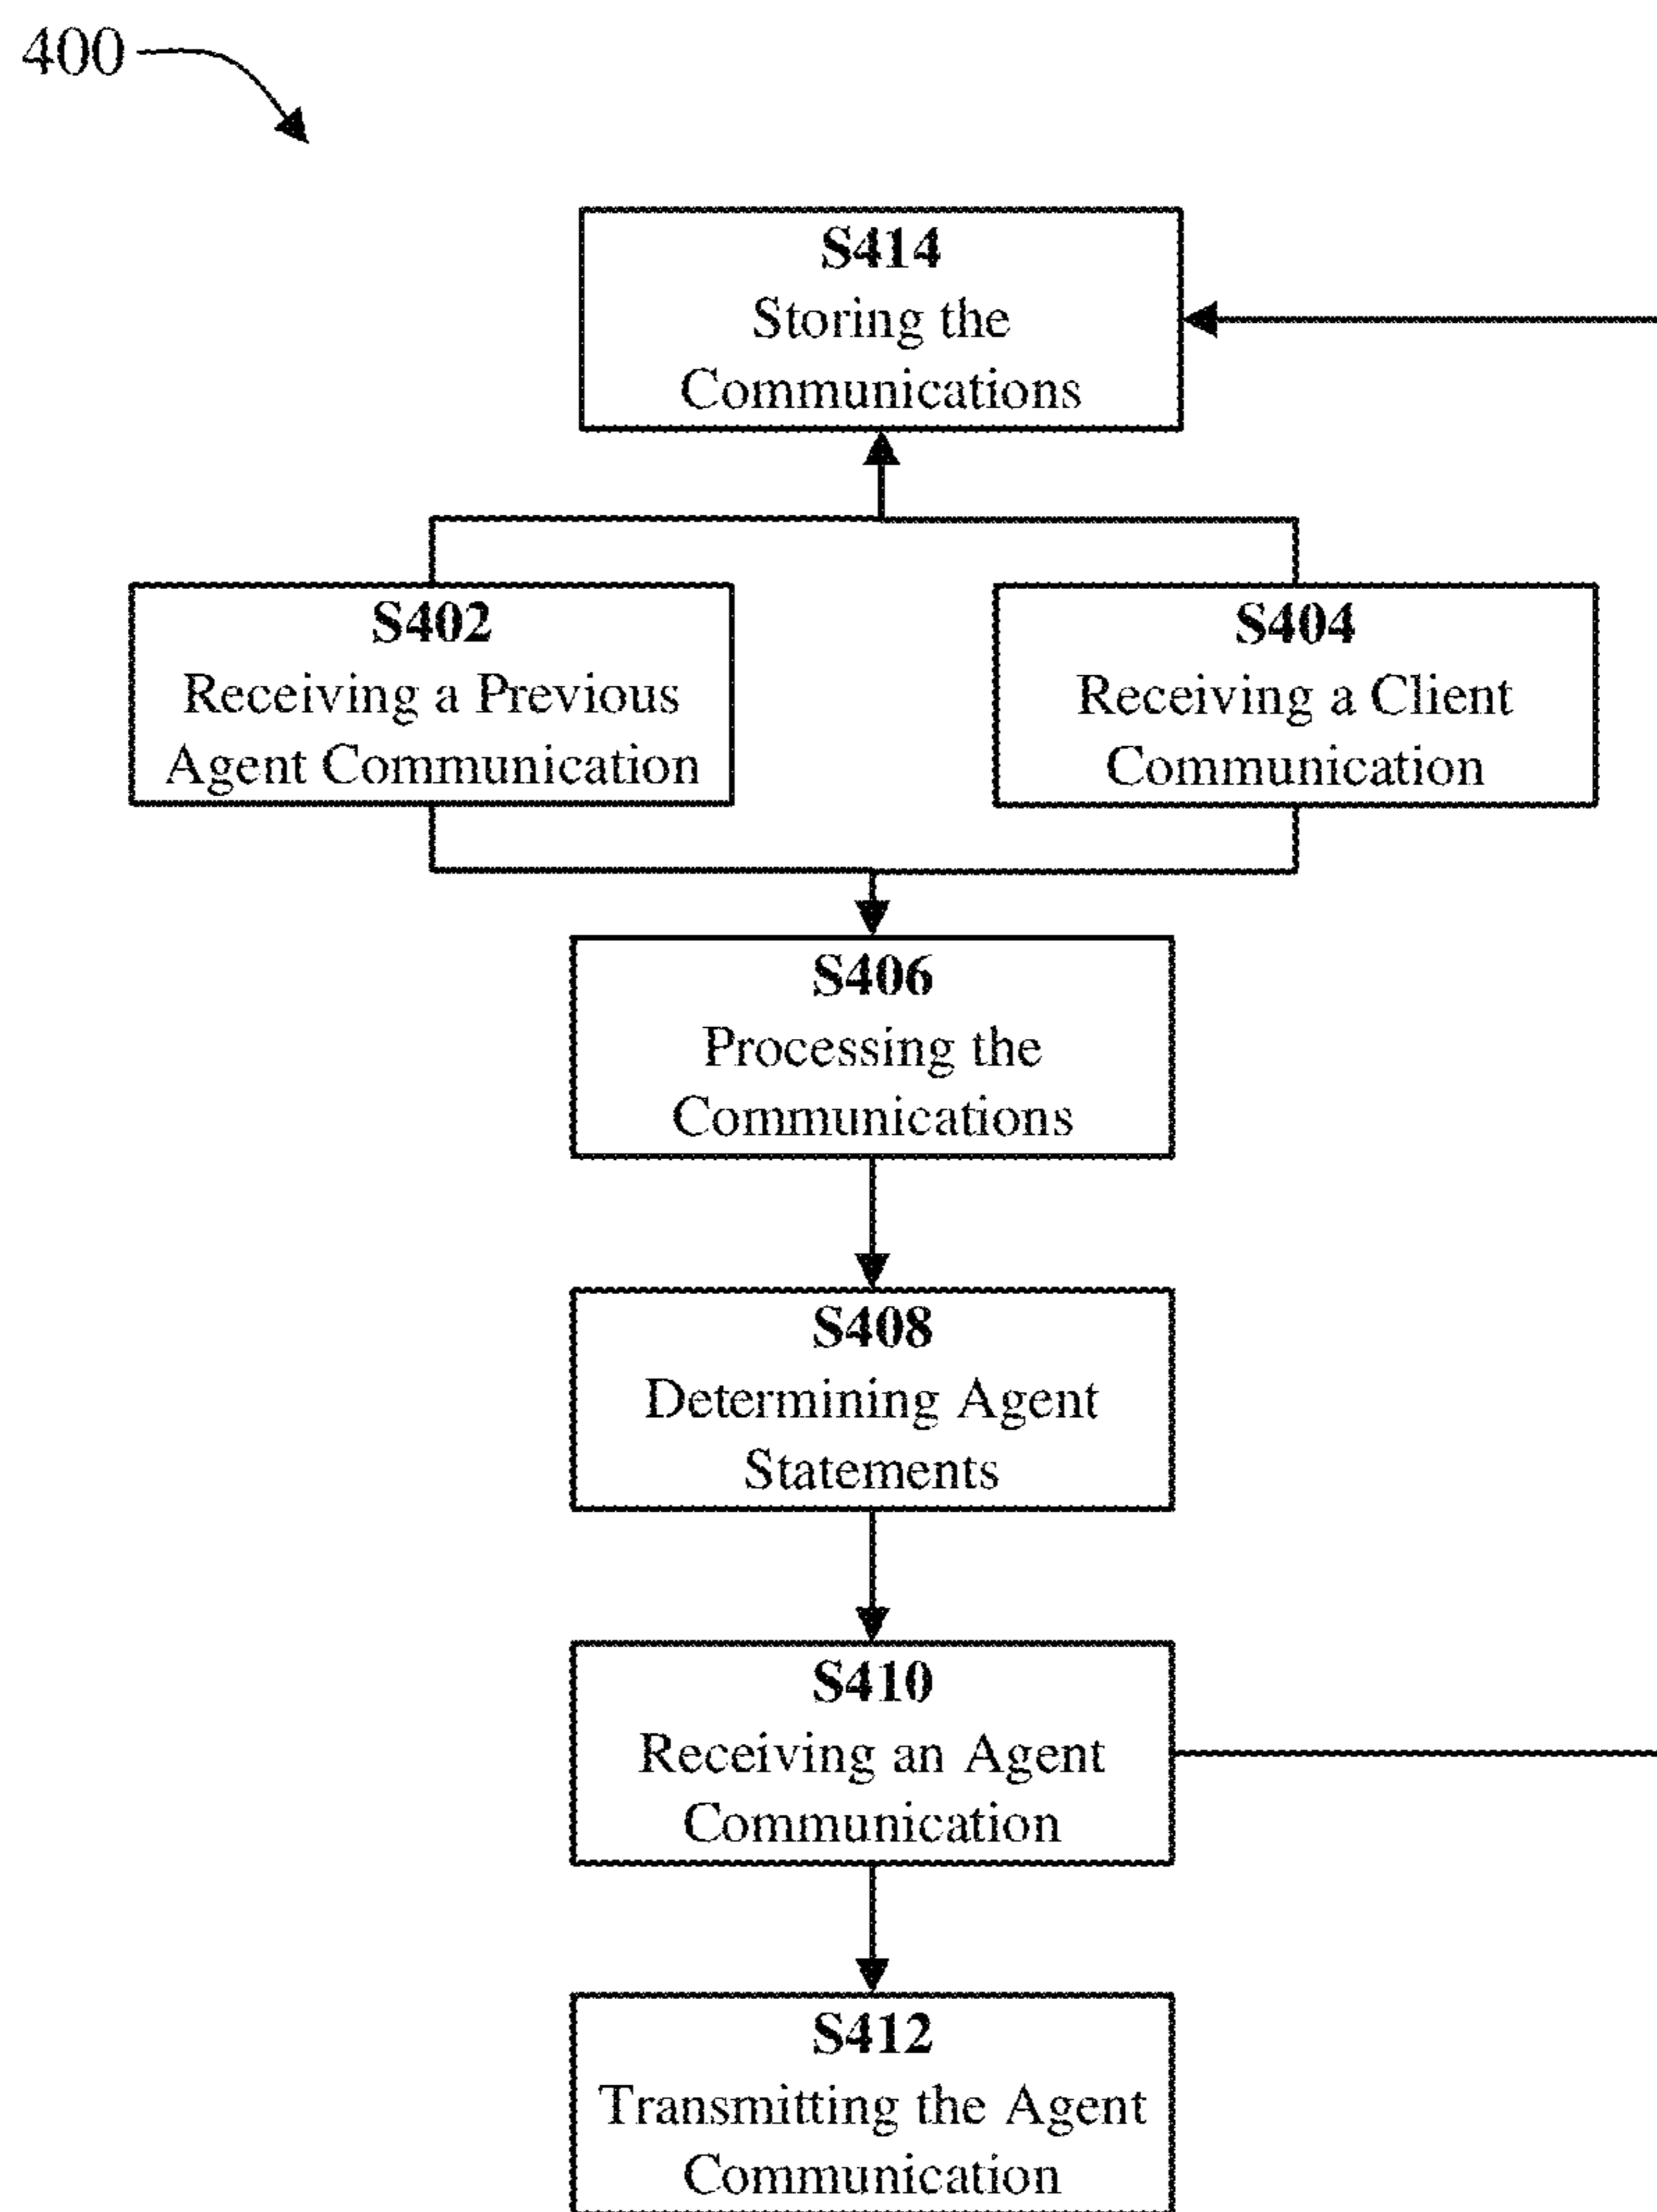 400
S414
Storing the
Communications
S402
Receiving a Previous
Agent Communication
S404
Receiving a Client
Communication
S406
Processing the
Communications
S408
Determining Agent
Statements
S410
Receiving an Agent
Communication
S412
Transmitting the Agent
Communication